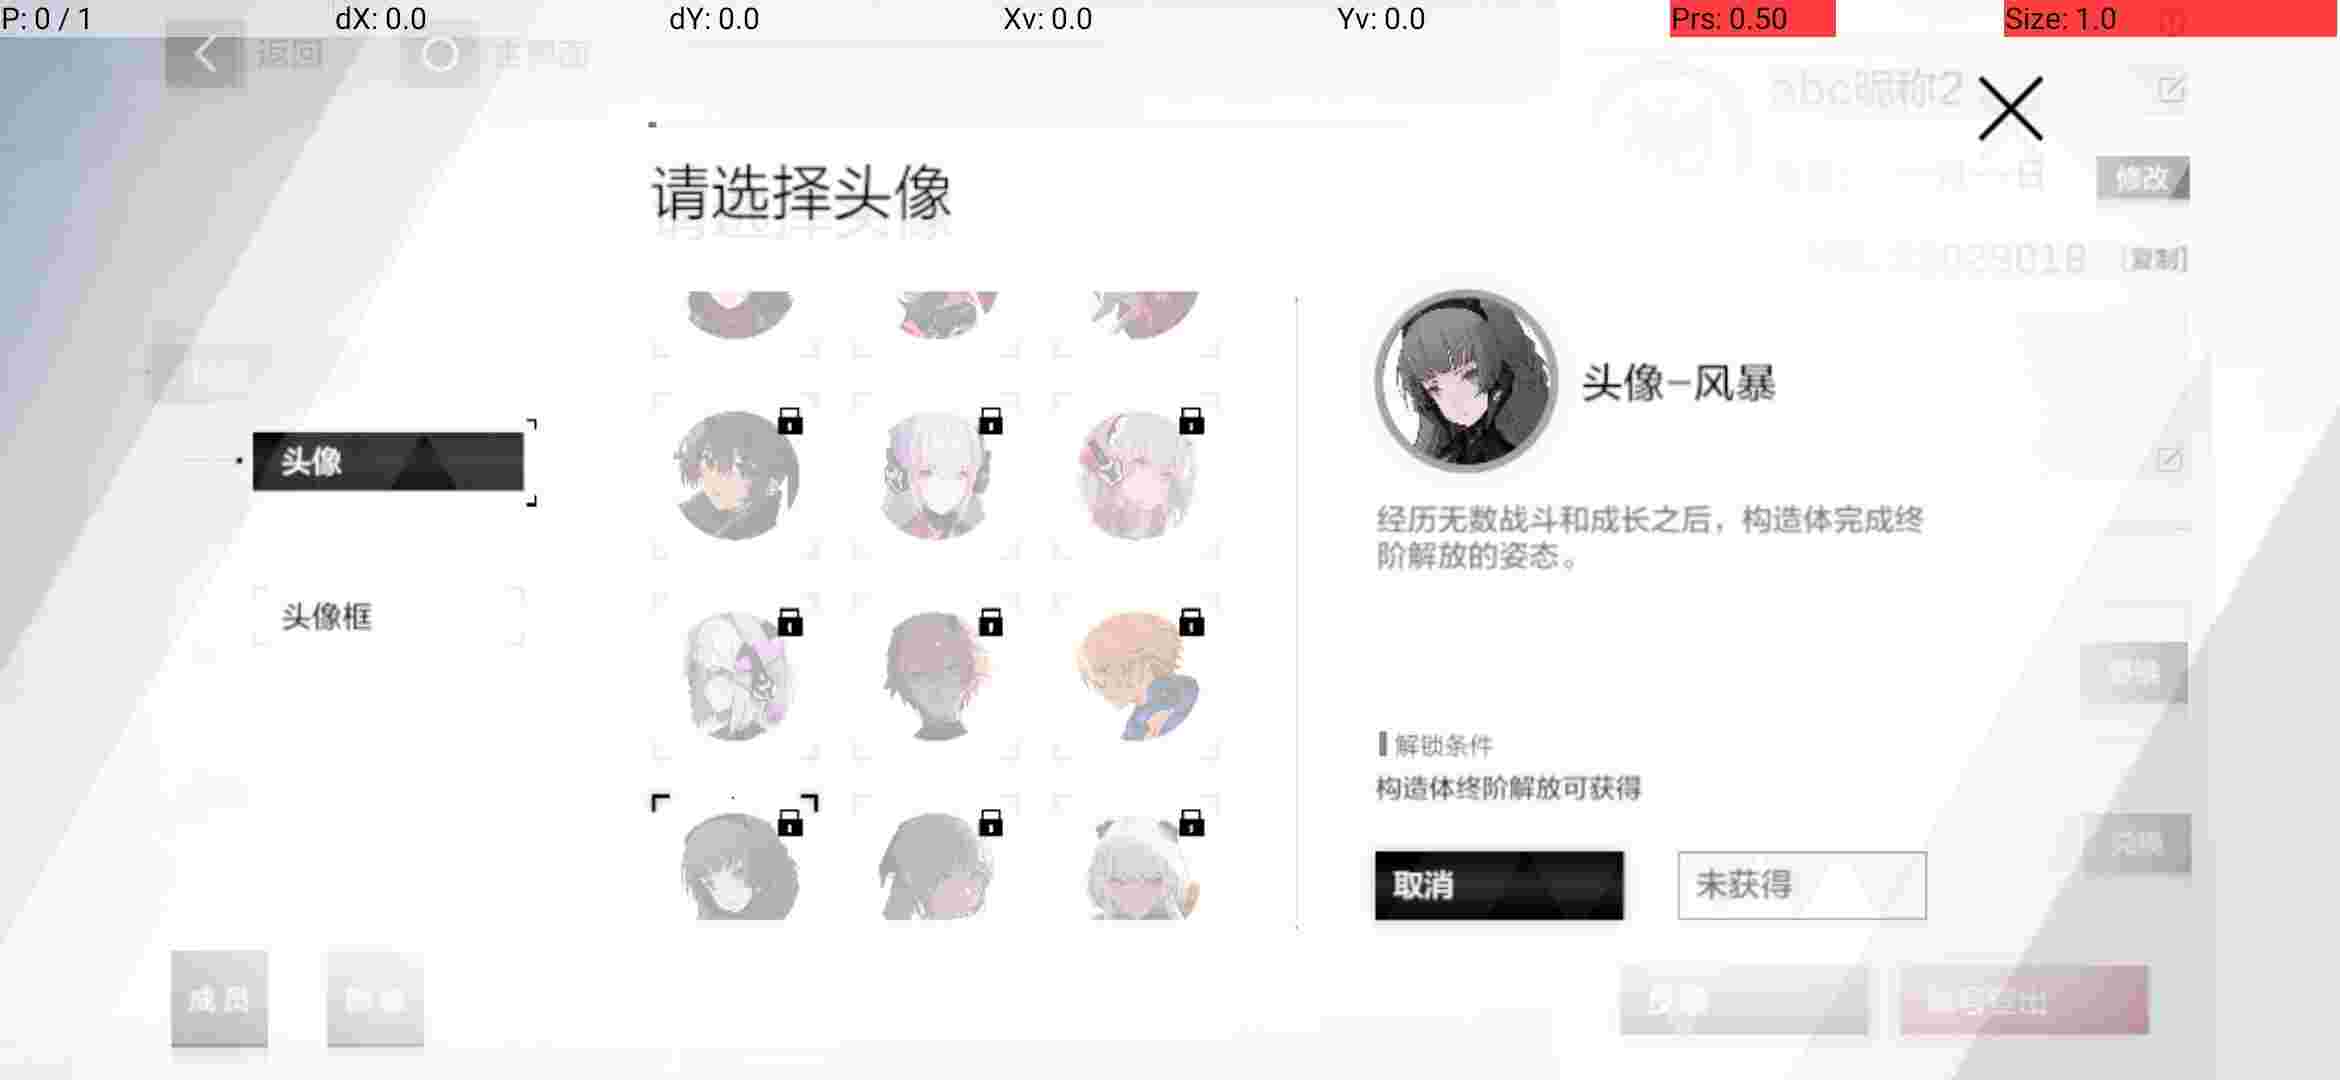 P: 0 / 1
dX: 0.0
dY: 0.0
Xv: 0.0
Yv: 0.0
Prs: 0.50
Size: 1.0
返回
主界面
abc昵称2
请选择头像
日
修改
029018
[复制]
头像
头像-风暴
经历无数战斗和成长之后，构造体完成终
阶解放的姿态。
头像框
解锁条件
构造体终阶解放可获得
取消
未获得
成员